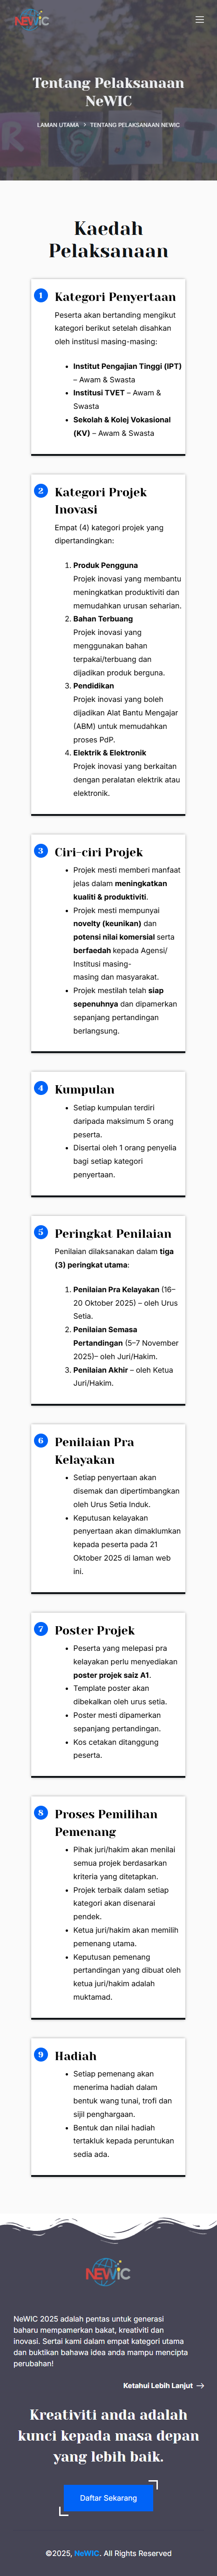 NEWIC
Tentang Pelaksanaan
NeWIC
LAMAN UTAMA > TENTANG PELAKSANAAN NEWIC
Kaedah
Pelaksanaan
1 Kategori Penyertaan
Peserta akan bertanding mengikut
kategori berikut setelah disahkan
oleh institusi masing-masing:
• Institut Pengajian Tinggi (IPT)
– Awam & Swasta
• Institusi TVET – Awam &
Swasta
• Sekolah & Kolej Vokasional
(KV) – Awam & Swasta
2 Kategori Projek
Inovasi
Empat (4) kategori projek yang
dipertandingkan:
1. Produk Pengguna
Projek inovasi yang membantu
meningkatkan produktiviti dan
memudahkan urusan seharian.
2. Bahan Terbuang
Projek inovasi yang
menggunakan bahan
terpakai/terbuang dan
dijadikan produk berguna.
3. Pendidikan
Projek inovasi yang boleh
dijadikan Alat Bantu Mengajar
(ABM) untuk memudahkan
proses PdP.
4. Elektrik & Elektronik
Projek inovasi yang berkaitan
dengan peralatan elektrik atau
elektronik.
3 Ciri-ciri Projek
• Projek mesti memberi manfaat
jelas dalam meningkatkan
kualiti & produktiviti.
• Projek mesti mempunyai
novelty (keunikan) dan
potensi nilai komersial serta
berfaedah kepada Agensi/
Institusi masing-
masing dan masyarakat.
• Projek mestilah telah siap
sepenuhnya dan dipamerkan
sepanjang pertandingan
berlangsung.
4 Kumpulan
• Setiap kumpulan terdiri
daripada maksimum 5 orang
peserta.
• Disertai oleh 1 orang penyelia
bagi setiap kategori
penyertaan.
5 Peringkat Penilaian
Penilaian dilaksanakan dalam tiga
(3) peringkat utama:
1. Penilaian Pra Kelayakan (16–
20 Oktober 2025) – oleh Urus
Setia.
2. Penilaian Semasa
Pertandingan (5–7 November
2025)– oleh Juri/Hakim.
3. Penilaian Akhir – oleh Ketua
Juri/Hakim.
6 Penilaian Pra
Kelayakan
• Setiap penyertaan akan
disemak dan dipertimbangkan
oleh Urus Setia Induk.
• Keputusan kelayakan
penyertaan akan dimaklumkan
kepada peserta pada 21
Oktober 2025 di laman web
ini.
7 Poster Projek
• Peserta yang melepasi pra
kelayakan perlu menyediakan
poster projek saiz A1.
• Template poster akan
dibekalkan oleh urus setia.
• Poster mesti dipamerkan
sepanjang pertandingan.
• Kos cetakan ditanggung
peserta.
8 Proses Pemilihan
Pemenang
• Pihak juri/hakim akan menilai
semua projek berdasarkan
kriteria yang ditetapkan.
• Projek terbaik dalam setiap
kategori akan disenarai
pendek.
• Ketua juri/hakim akan memilih
pemenang utama.
• Keputusan pemenang
pertandingan yang dibuat oleh
ketua juri/hakim adalah
muktamad.
9 Hadiah
• Setiap pemenang akan
menerima hadiah dalam
bentuk wang tunai, trofi dan
sijil penghargaan.
• Bentuk dan nilai hadiah
tertakluk kepada peruntukan
sedia ada.
NEWIC
NeWIC 2025 adalah pentas untuk generasi
baharu mempamerkan bakat, kreativiti dan
inovasi. Sertai kami dalam empat kategori utama
dan buktikan bahawa idea anda mampu mencipta
perubahan!
Ketahui Lebih Lanjut →
Kreativiti anda adalah
kunci kepada masa depan
yang lebih baik.
Daftar Sekarang
©2025, NeWIC. All Rights Reserved